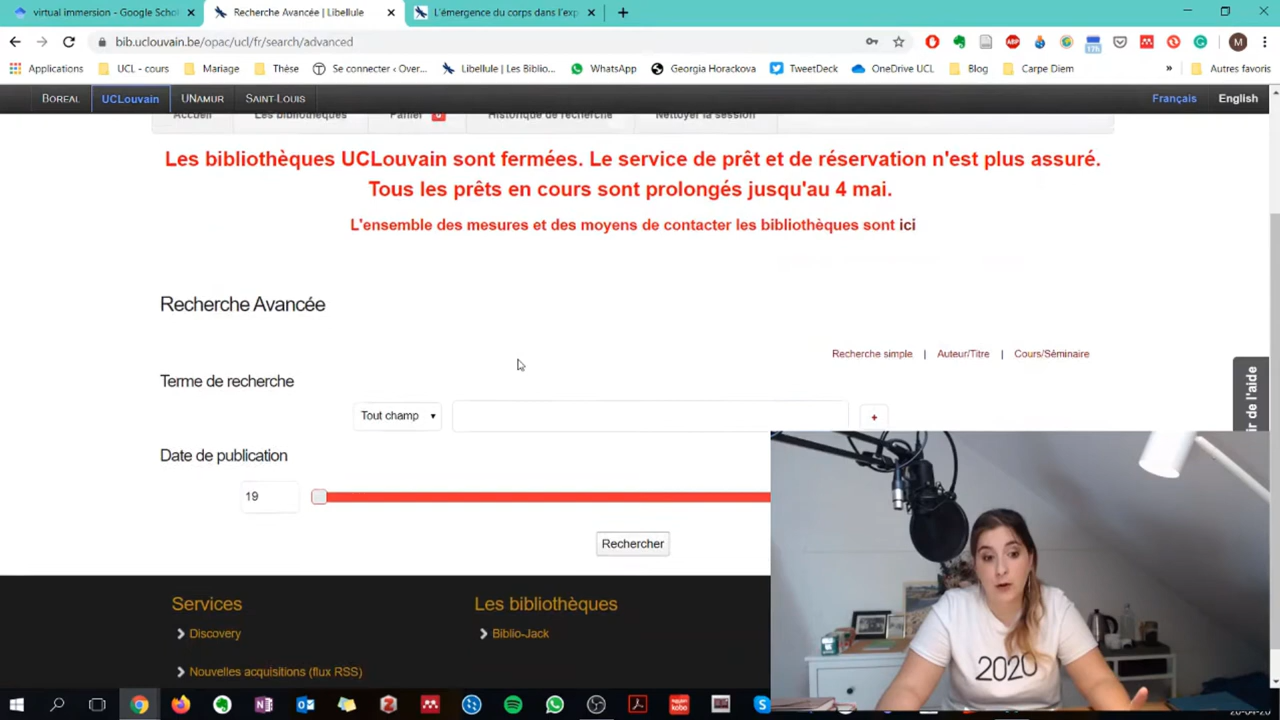 virtual immersion - Google Schol
Recherche Avancée | Libellule
L'émergence du corps dans l'exp
bib.uclouvain.be/opac/ucl/fr/search/advanced
Applications
UCL - cours
Mariage
Thèse
Se connecter ‹ Over...
Libellule | Les Biblio...
WhatsApp
Georgia Horackova
TweetDeck
OneDrive UCL
Blog
Carpe Diem
»
Autres favoris
BOREAL
UCLouvain
UNAMUR
SAINT-LOUIS
Français
English
Accueil
Les bibliothèques
Panier
Historique de recherche
Nettoyer la session
Les bibliothèques UCLouvain sont fermées. Le service de prêt et de réservation n'est plus assuré.
Tous les prêts en cours sont prolongés jusqu'au 4 mai.
L'ensemble des mesures et des moyens de contacter les bibliothèques sont ici
Recherche Avancée
Recherche simple | Auteur/Titre | Cours/Séminaire
Terme de recherche
Tout champ
+
Date de publication
19
Rechercher
ir de l'aide
Services
Les bibliothèques
Discovery
Biblio-Jack
Nouvelles acquisitions (flux RSS)
2020